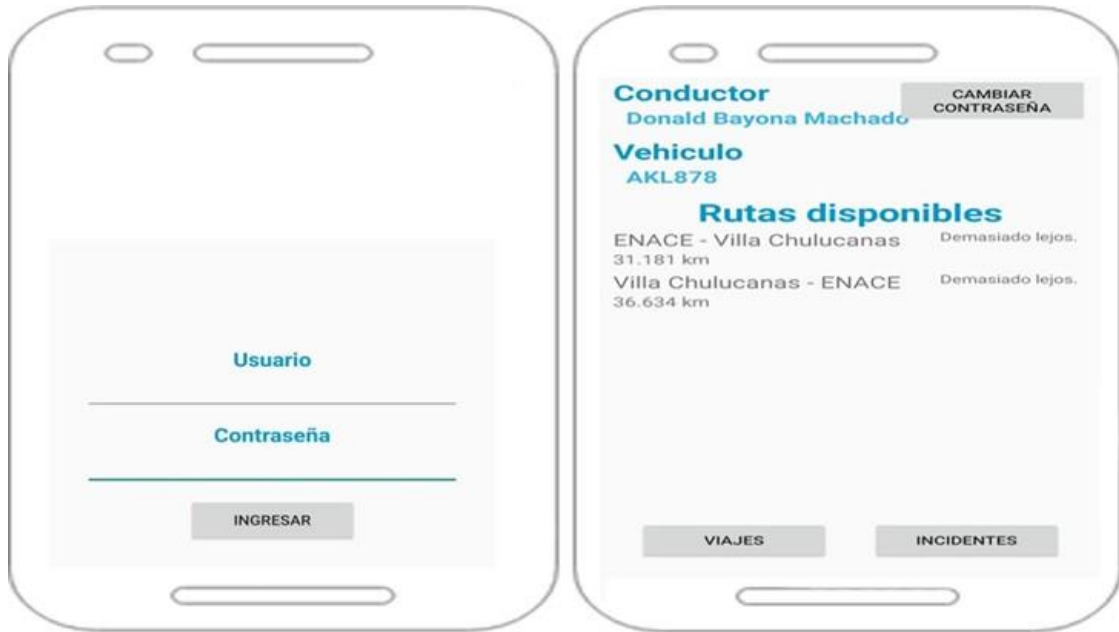 Usuario
Contraseña
INGRESAR
Conductor
Donald Bayona Machado
CAMBIAR
CONTRASEÑA
Vehiculo
AKL878
Rutas disponibles
ENACE - Villa Chulucanas
Demasiado lejos.
31.181 km
Villa Chulucanas - ENACE
Demasiado lejos.
36.634 km
VIAJES
INCIDENTES